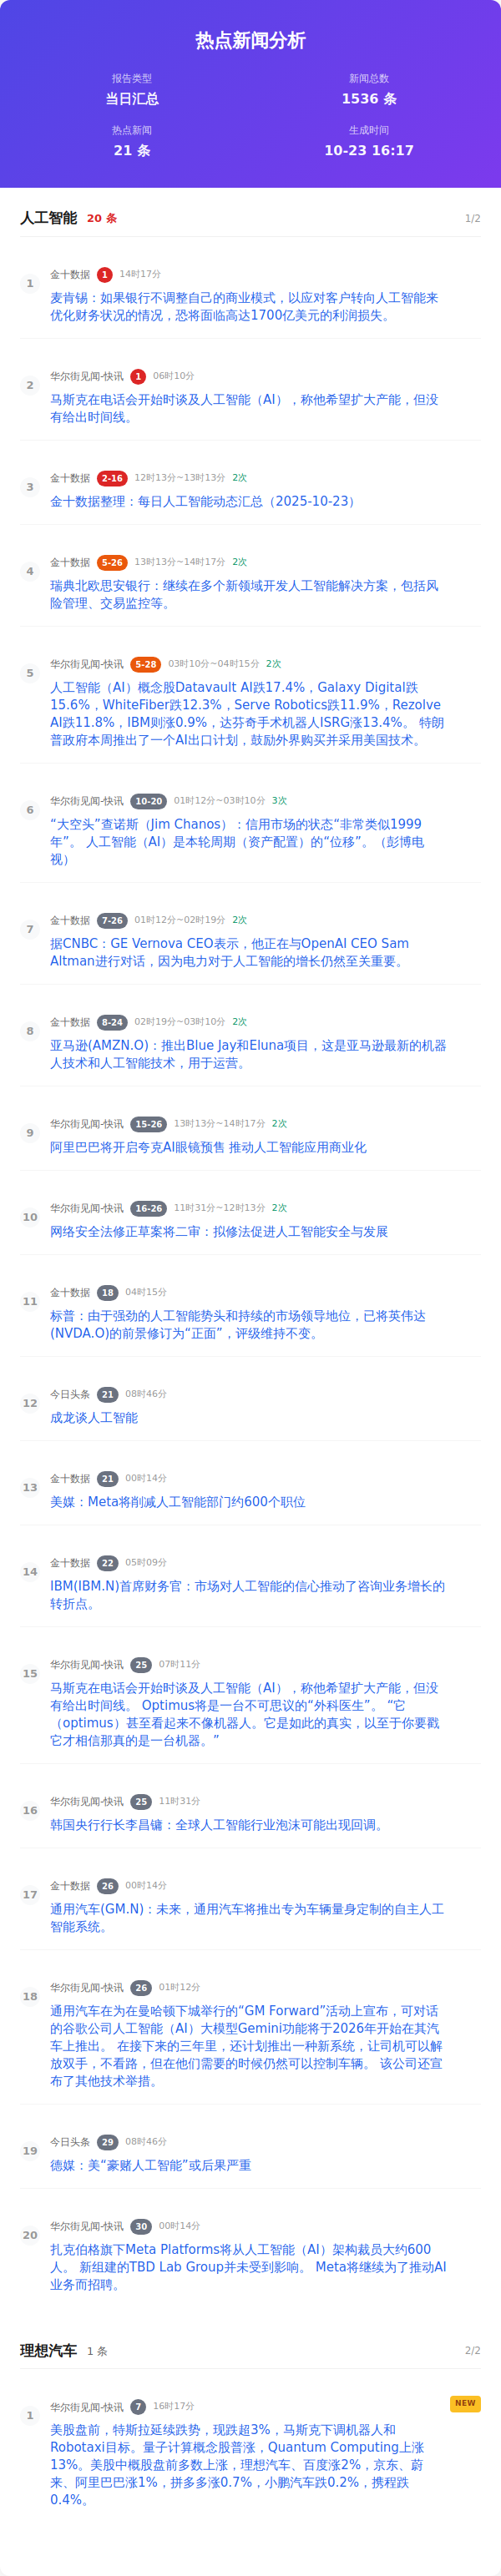 热点新闻分析
报告类型
当日汇总
新闻总数
1536 条
热点新闻
21 条
生成时间
10-23 16:17
人工智能 20 条 1/2
1
金十数据 1 14时17分
麦肯锡：如果银行不调整自己的商业模式，以应对客户转向人工智能来
优化财务状况的情况，恐将面临高达1700亿美元的利润损失。
2
华尔街见闻-快讯 1 06时10分
马斯克在电话会开始时谈及人工智能（AI），称他希望扩大产能，但没
有给出时间线。
3
金十数据 2-16 12时13分~13时13分 2次
金十数据整理：每日人工智能动态汇总（2025-10-23）
4
金十数据 5-26 13时13分~14时17分 2次
瑞典北欧思安银行：继续在多个新领域开发人工智能解决方案，包括风
险管理、交易监控等。
5
华尔街见闻-快讯 5-28 03时10分~04时15分 2次
人工智能（AI）概念股Datavault AI跌17.4%，Galaxy Digital跌
15.6%，WhiteFiber跌12.3%，Serve Robotics跌11.9%，Rezolve
AI跌11.8%，IBM则涨0.9%，达芬奇手术机器人ISRG涨13.4%。 特朗
普政府本周推出了一个AI出口计划，鼓励外界购买并采用美国技术。
6
华尔街见闻-快讯 10-20 01时12分~03时10分 3次
“大空头”查诺斯（Jim Chanos）：信用市场的状态“非常类似1999
年”。 人工智能（AI）是本轮周期（资产配置）的“位移”。（彭博电
视）
7
金十数据 7-26 01时12分~02时19分 2次
据CNBC：GE Vernova CEO表示，他正在与OpenAI CEO Sam
Altman进行对话，因为电力对于人工智能的增长仍然至关重要。
8
金十数据 8-24 02时19分~03时10分 2次
亚马逊(AMZN.O)：推出Blue Jay和Eluna项目，这是亚马逊最新的机器
人技术和人工智能技术，用于运营。
9
华尔街见闻-快讯 15-26 13时13分~14时17分 2次
阿里巴巴将开启夸克AI眼镜预售 推动人工智能应用商业化
10
华尔街见闻-快讯 16-26 11时31分~12时13分 2次
网络安全法修正草案将二审：拟修法促进人工智能安全与发展
11
金十数据 18 04时15分
标普：由于强劲的人工智能势头和持续的市场领导地位，已将英伟达
(NVDA.O)的前景修订为“正面”，评级维持不变。
12
今日头条 21 08时46分
成龙谈人工智能
13
金十数据 21 00时14分
美媒：Meta将削减人工智能部门约600个职位
14
金十数据 22 05时09分
IBM(IBM.N)首席财务官：市场对人工智能的信心推动了咨询业务增长的
转折点。
15
华尔街见闻-快讯 25 07时11分
马斯克在电话会开始时谈及人工智能（AI），称他希望扩大产能，但没
有给出时间线。 Optimus将是一台不可思议的“外科医生”。 “它
（optimus）甚至看起来不像机器人。它是如此的真实，以至于你要戳
它才相信那真的是一台机器。”
16
华尔街见闻-快讯 25 11时31分
韩国央行行长李昌镛：全球人工智能行业泡沫可能出现回调。
17
金十数据 26 00时14分
通用汽车(GM.N)：未来，通用汽车将推出专为车辆量身定制的自主人工
智能系统。
18
华尔街见闻-快讯 26 01时12分
通用汽车在为在曼哈顿下城举行的“GM Forward”活动上宣布，可对话
的谷歌公司人工智能（AI）大模型Gemini功能将于2026年开始在其汽
车上推出。 在接下来的三年里，还计划推出一种新系统，让司机可以解
放双手，不看路，但在他们需要的时候仍然可以控制车辆。 该公司还宣
布了其他技术举措。
19
今日头条 29 08时46分
德媒：美“豪赌人工智能”或后果严重
20
华尔街见闻-快讯 30 00时14分
扎克伯格旗下Meta Platforms将从人工智能（AI）架构裁员大约600
人。 新组建的TBD Lab Group并未受到影响。 Meta将继续为了推动AI
业务而招聘。
理想汽车 1 条 2/2
1
华尔街见闻-快讯 7 16时17分 NEW
美股盘前，特斯拉延续跌势，现跌超3%，马斯克下调机器人和
Robotaxi目标。量子计算概念股普涨，Quantum Computing上涨
13%。美股中概股盘前多数上涨，理想汽车、百度涨2%，京东、蔚
来、阿里巴巴涨1%，拼多多涨0.7%，小鹏汽车跌0.2%，携程跌
0.4%。